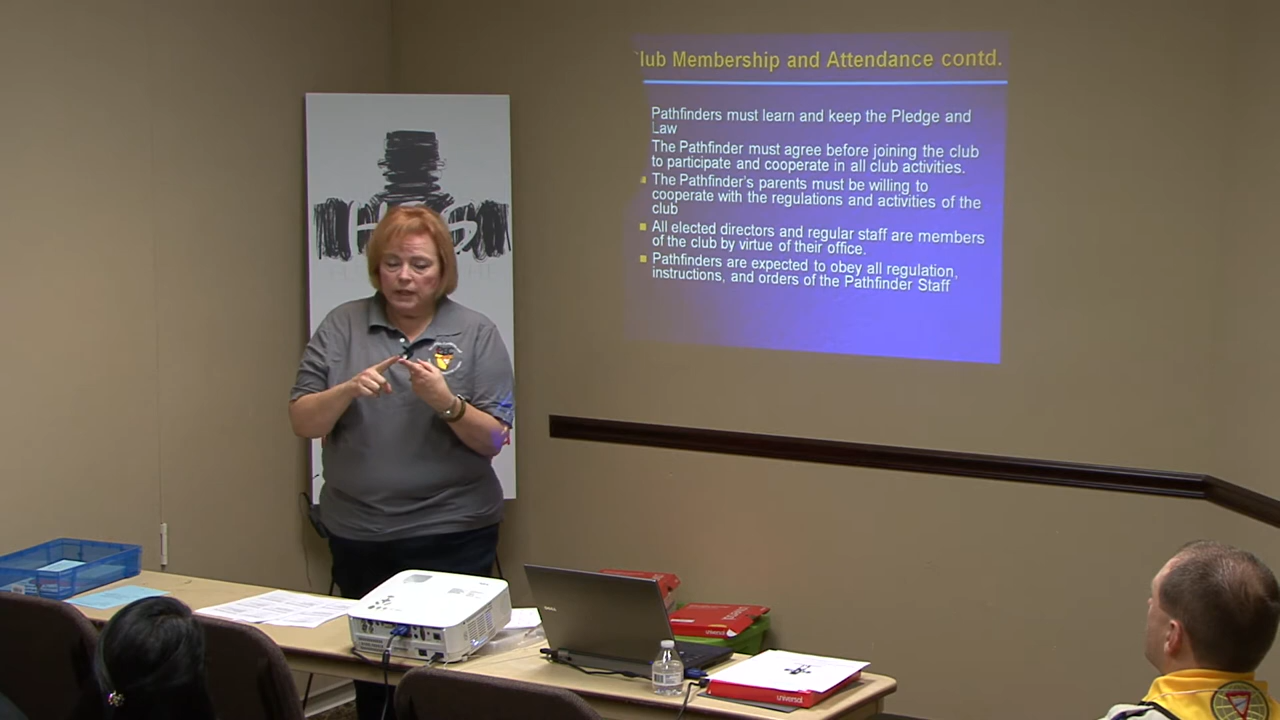 lub Membership and Attendance contd.
Pathfinders must learn and keep the Pledge and
Law
The Pathfinder must agree before joining the club
to participate and cooperate in all club activities.
The Pathfinder's parents must be willing to
cooperate with the regulations and activities of the
club
All elected directors and regular staff are members
of the club by virtue of their office.
Pathfinders are expected to obey all regulation,
instructions, and orders of the Pathfinder Staff
DELL
universal
universal